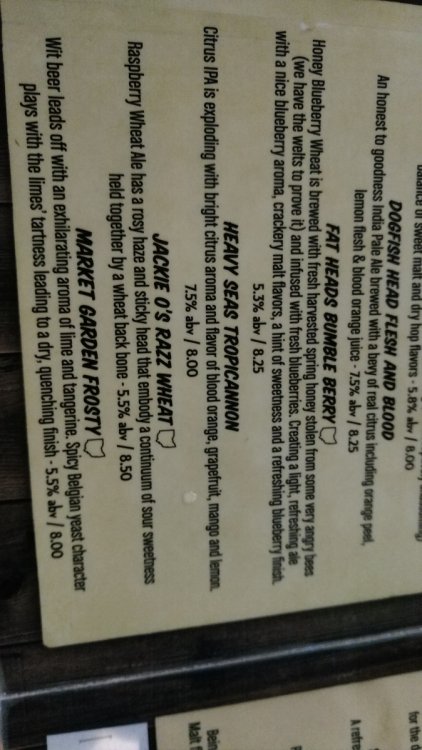 balance of sweet malt and dry hop flavors - 5.8% abv / 8.00
DOGFISH HEAD FLESH AND BLOOD
An honest to goodness India Pale Ale brewed with a bevy of real citrus including orange peel,
lemon flesh & blood orange juice - 7.5% abv / 8.25
FAT HEADS BUMBLE BERRY
Honey Blueberry Wheat is brewed with fresh harvested spring honey stolen from some very angry bees
(we have the welts to prove it) and infused with fresh blueberries. Creating a light, refreshing ale
with a nice blueberry aroma, crackery malt flavors, a hint of sweetness and a refreshing blueberry finish.
5.3% abv / 8.25
HEAVY SEAS TROPICANNON
Citrus IPA is exploding with bright citrus aroma and flavor of blood orange, grapefruit, mango and lemon.
7.5% abv / 8.00
JACKIE O'S RAZZ WHEAT
Raspberry Wheat Ale has a rosy haze and sticky head that embody a continuum of sour sweetness
held together by a wheat back bone - 5.5% abv / 8.50
MARKET GARDEN FROSTY
Wit beer leads off with an exhilarating aroma of lime and tangerine. Spicy Belgian yeast character
plays with the limes' tartness leading to a dry, quenching finish - 5.5% abv / 8.00
for the
A refre
Bein
Malt